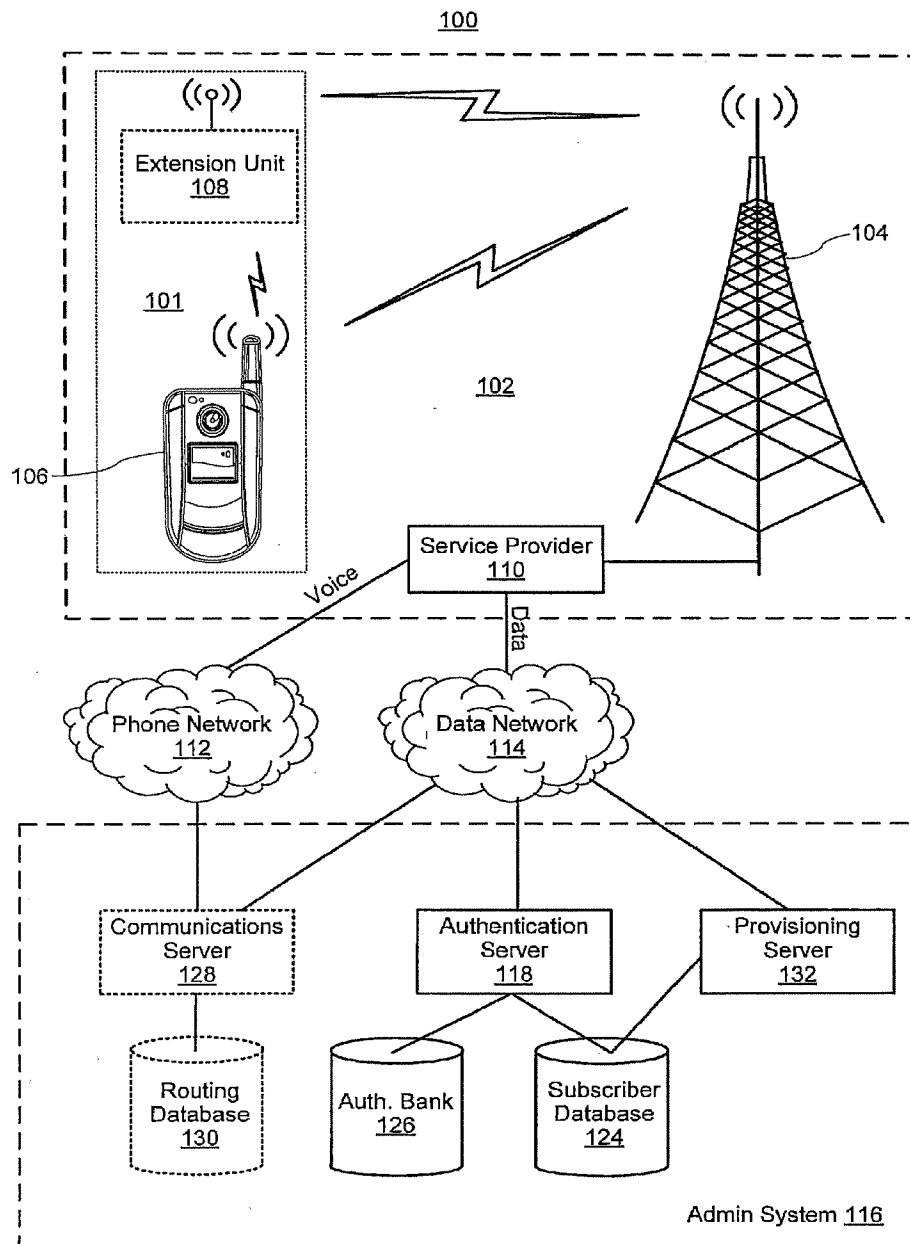 100
Extension Unit
108
101
104
102
106
Service Provider
110
Voice
Data
Phone Network
112
Data Network
114
Communications
Server
128
Authentication
Server
118
Provisioning
Server
132
Routing
Database
130
Auth. Bank
126
Subscriber
Database
124
Admin System 116